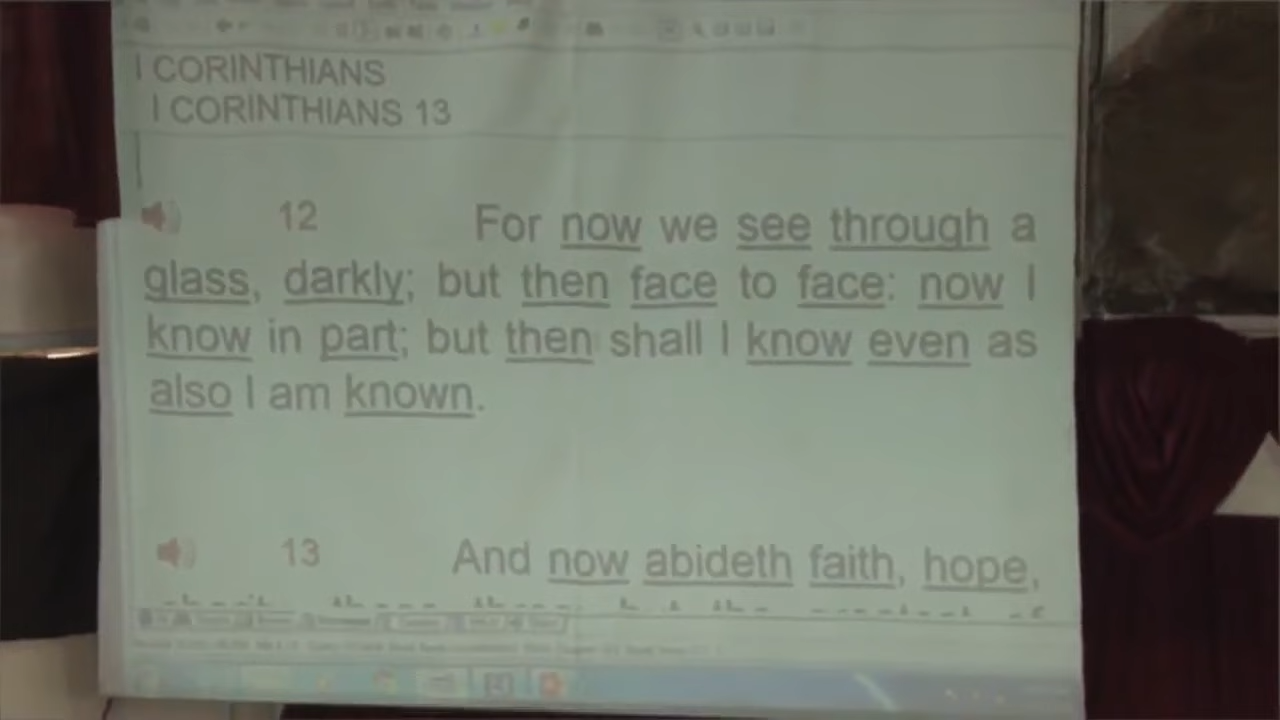 I CORINTHIANS
I CORINTHIANS 13
12 For now we see through a
glass, darkly; but then face to face: now I
know in part; but then shall I know even as
also I am known.
13 And now abideth faith, hope,